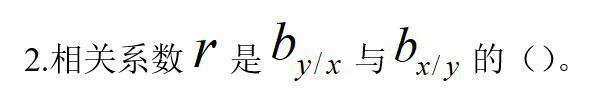 2.相关系数 r 是 b_{y/x} 与 b_{x/y} 的（）。